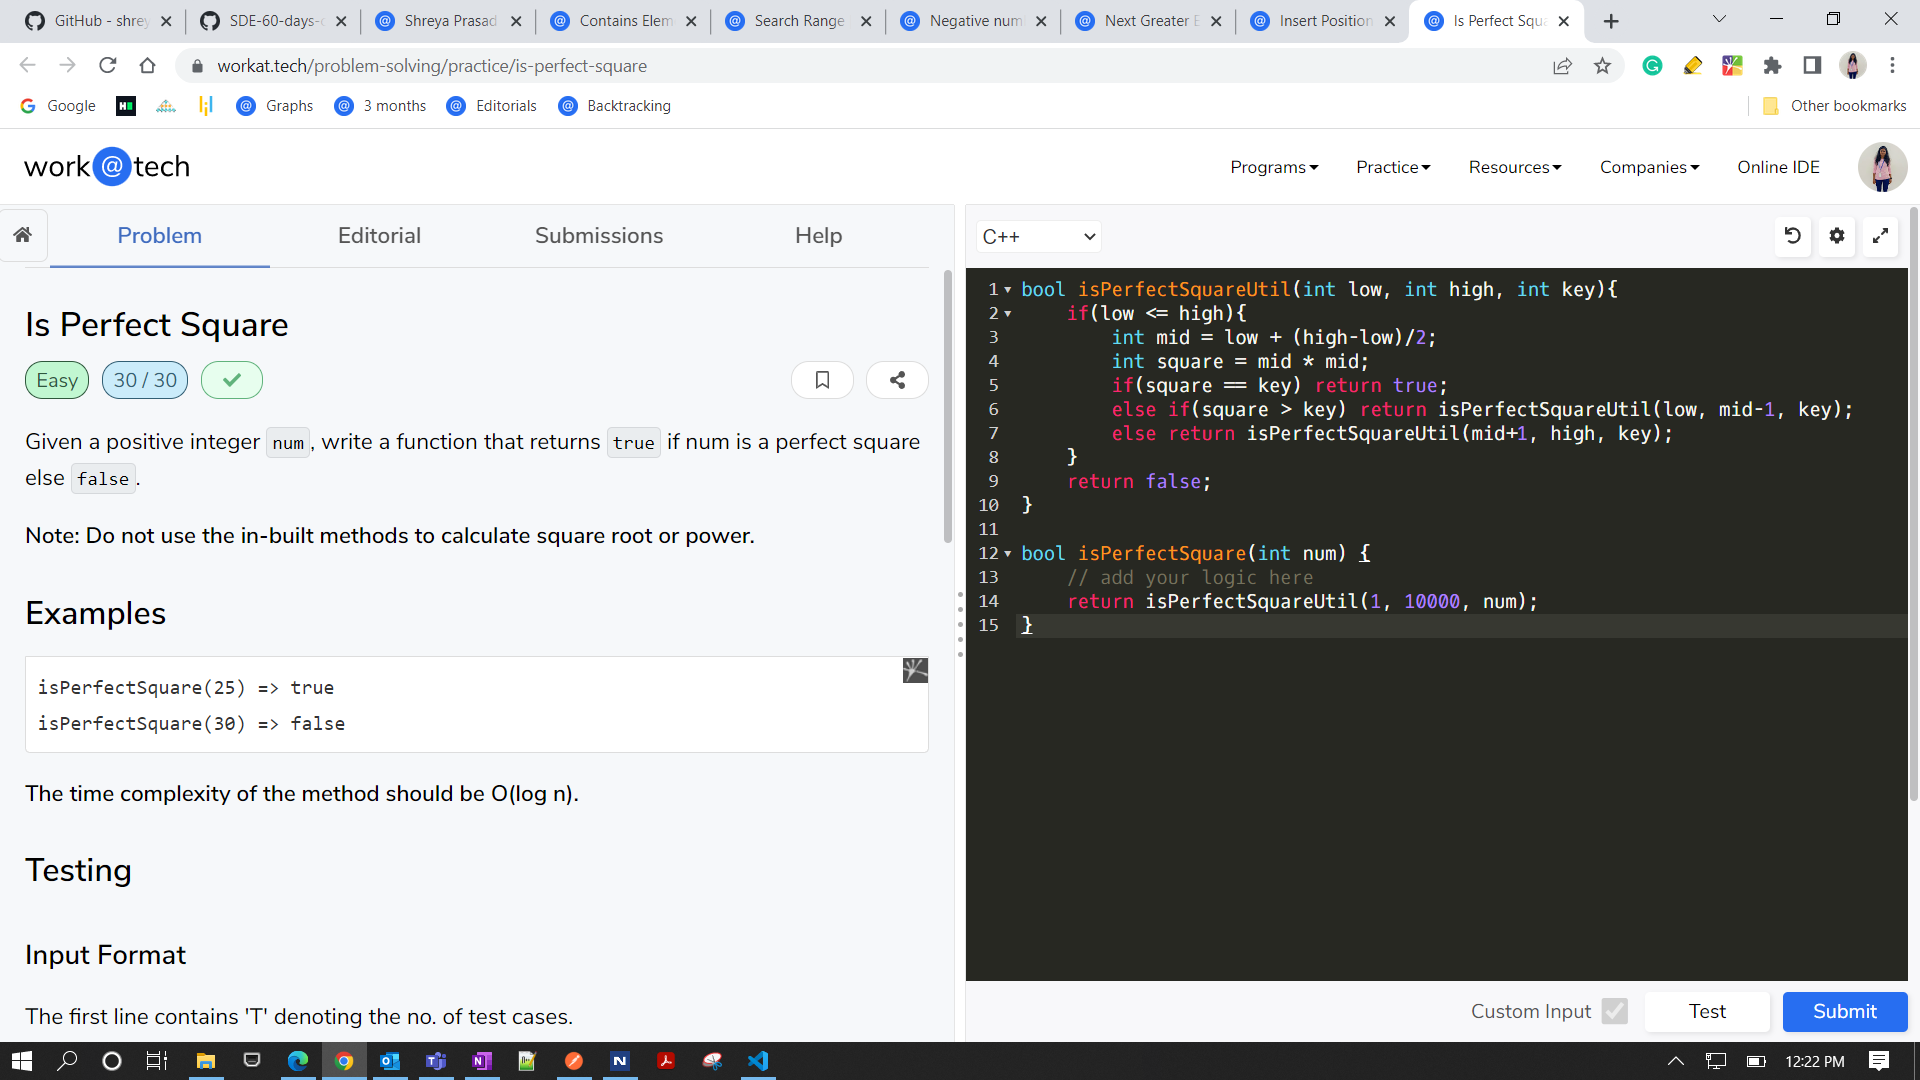 GitHub - shrey
SDE-60-days-
Shreya Prasad
Contains Elem
Search Range
Negative num
Next Greater E
Insert Position
Is Perfect Squa
workat.tech/problem-solving/practice/is-perfect-square
Google
Graphs
3 months
Editorials
Backtracking
Other bookmarks
work@tech
Programs
Practice
Resources
Companies
Online IDE
Problem
Editorial
Submissions
Help
Is Perfect Square
Easy
30 / 30
Given a positive integer num, write a function that returns true if num is a perfect square
else false.
Note: Do not use the in-built methods to calculate square root or power.
Examples
isPerfectSquare(25) => true
isPerfectSquare(30) => false
The time complexity of the method should be O(log n).
Testing
Input Format
The first line contains 'T' denoting the no. of test cases.
C++
1 bool isPerfectSquareUtil(int low, int high, int key){
2 if(low <= high){
3 int mid = low + (high-low)/2;
4 int square = mid * mid;
5 if(square == key) return true;
6 else if(square > key) return isPerfectSquareUtil(low, mid-1, key);
7 else return isPerfectSquareUtil(mid+1, high, key);
8 }
9 return false;
10 }
11
12 bool isPerfectSquare(int num) {
13 // add your logic here
14 return isPerfectSquareUtil(1, 10000, num);
15 }
Custom Input
Test
Submit
12:22 PM